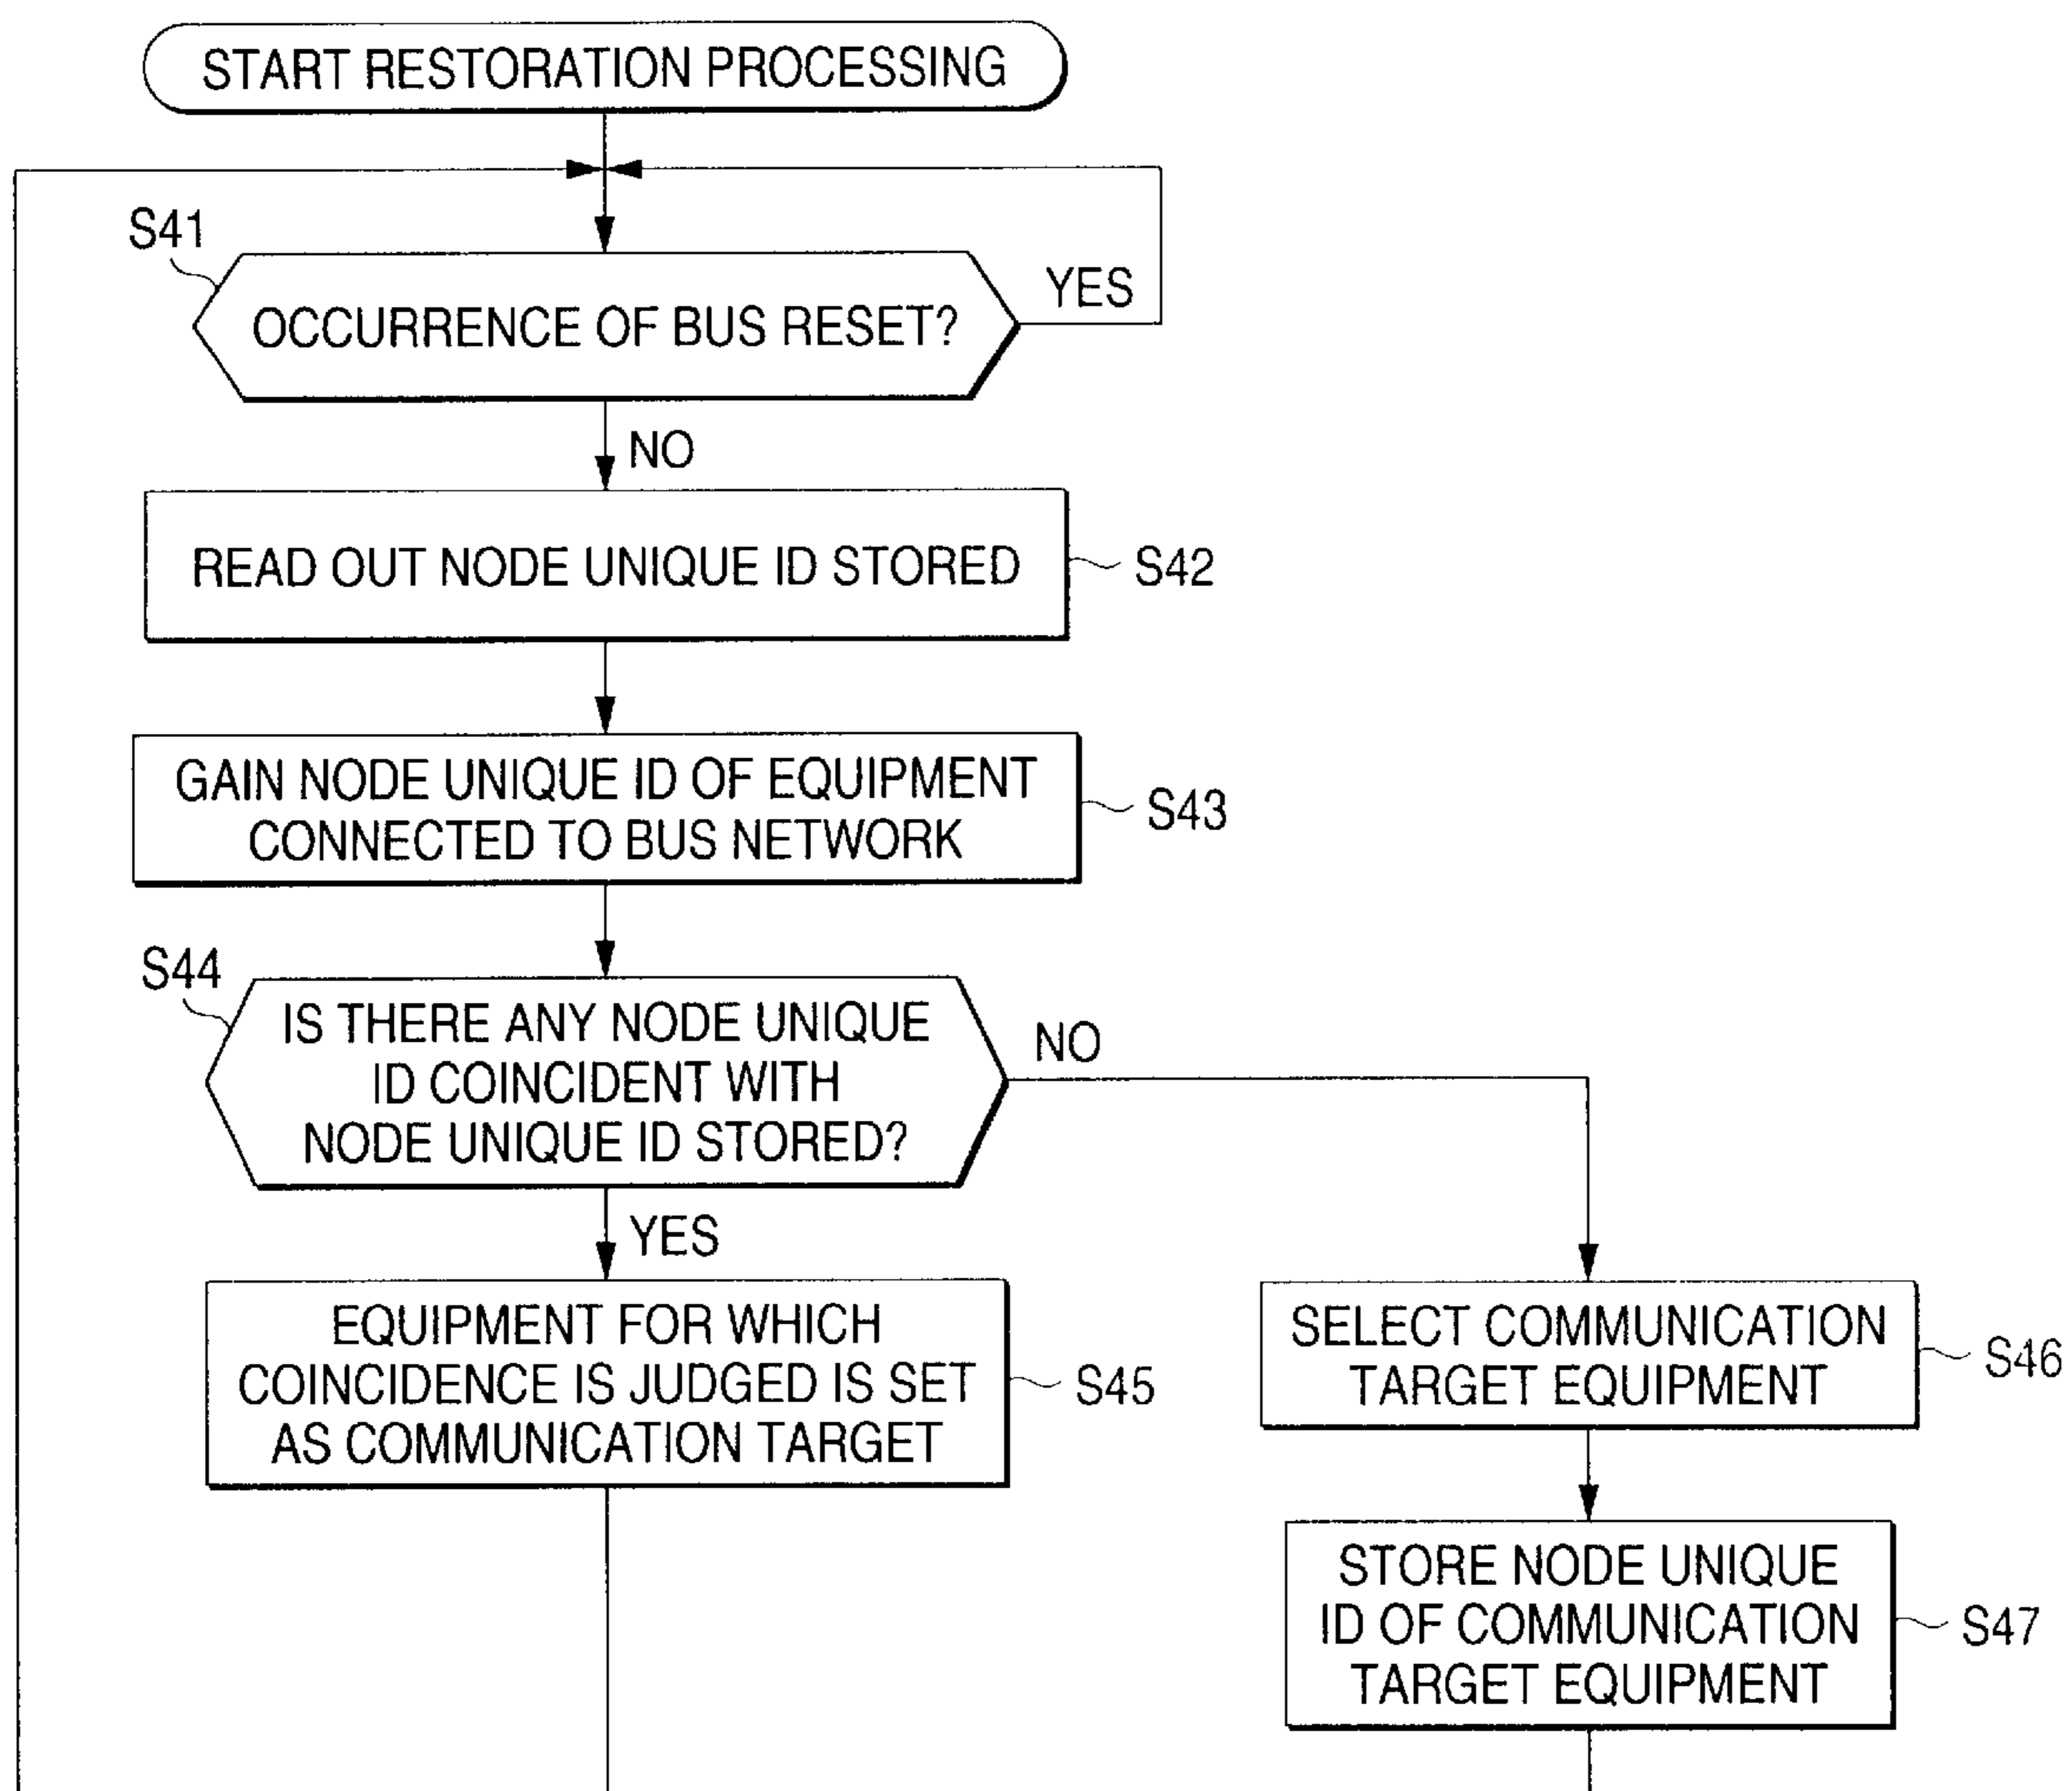 START RESTORATION PROCESSING
S41
YES
OCCURRENCE OF BUS RESET?
NO
READ OUT NODE UNIQUE ID STORED
S42
GAIN NODE UNIQUE ID OF EQUIPMENT
CONNECTED TO BUS NETWORK
S43
S44
IS THERE ANY NODE UNIQUE
ID COINCIDENT WITH
NODE UNIQUE ID STORED?
NO
YES
EQUIPMENT FOR WHICH
COINCIDENCE IS JUDGED IS SET
AS COMMUNICATION TARGET
S45
SELECT COMMUNICATION
TARGET EQUIPMENT
S46
STORE NODE UNIQUE
ID OF COMMUNICATION
TARGET EQUIPMENT
S47